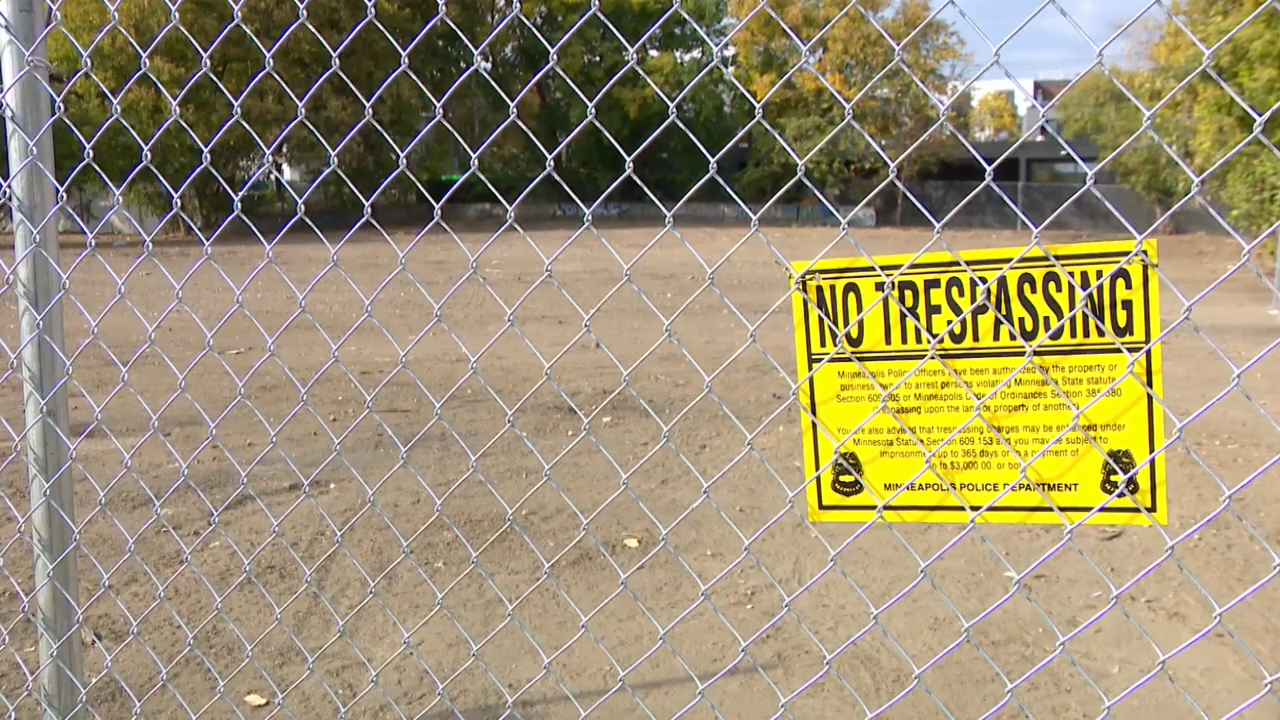 NO TRESPASSING
Minneapolis Police Officers have been authorized by the property or
business owner to arrest persons violating Minnesota State statute
Section 609.605 or Minneapolis Code of Ordinances Section 385.380
trespassing upon the land or property of another.
You are also advised that trespassing charges may be enhanced under
Minnesota Statute Section 609.153 and you may be subject to
imprisonment up to 365 days or to a payment of
up to $3,000.00. or both
MINNEAPOLIS POLICE DEPARTMENT